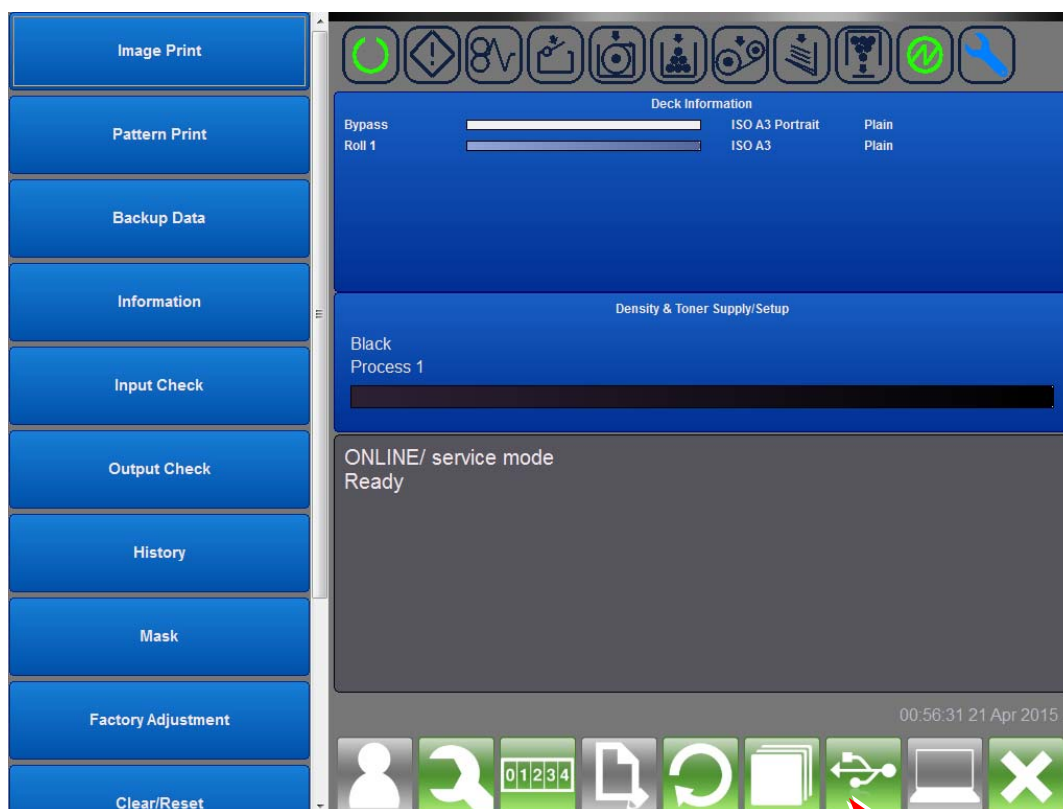 Image Print
Pattern Print
Backup Data
Information
Input Check
Output Check
History
Mask
Factory Adjustment
Clear/Reset
Deck Information
Bypass ISO A3 Portrait Plain
Roll 1 ISO A3 Plain
Density & Toner Supply/Setup
Black
Process 1
ONLINE/ service mode
Ready
00:56:31 21 Apr 2015
01234